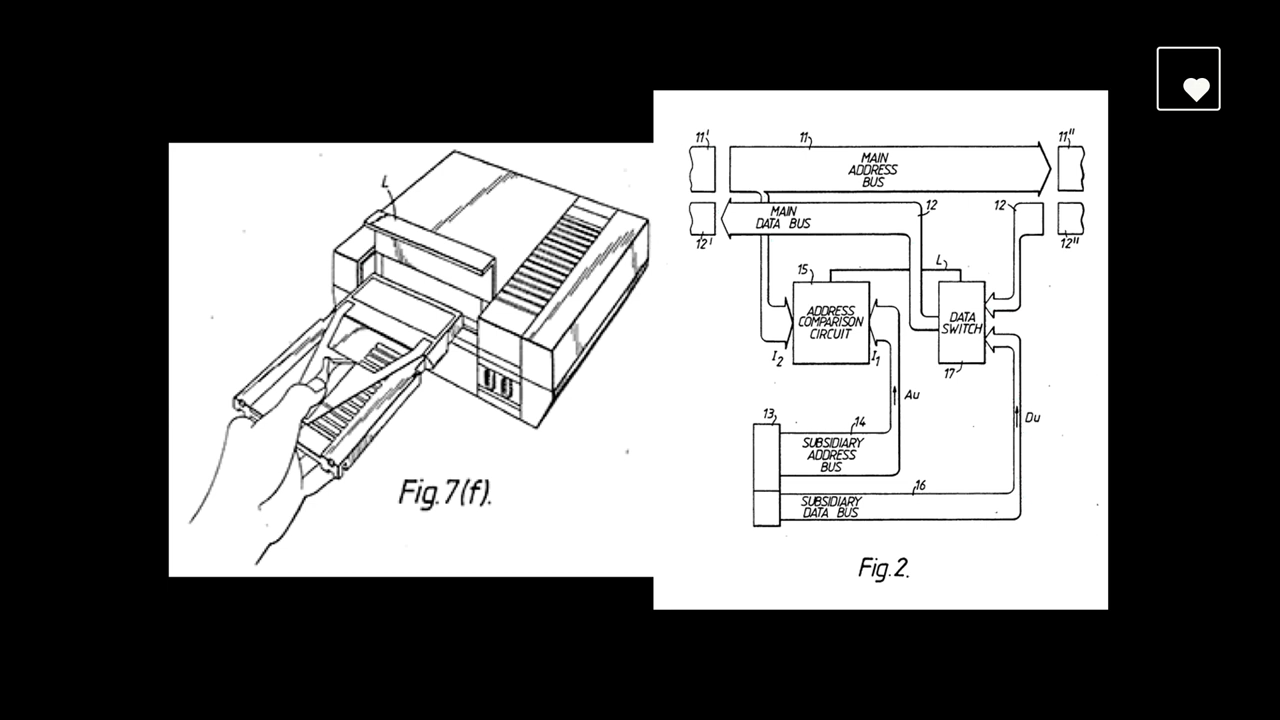 L
Fig.7(f).
11'
11
11"
MAIN
ADDRESS
BUS
MAIN
DATA BUS
12
12
12'
12"
15
L
ADDRESS
COMPARISON
CIRCUIT
DATA
SWITCH
I2
I1
17
Au
Du
13
14
SUBSIDIARY
ADDRESS
BUS
16
SUBSIDIARY
DATA BUS
Fig.2.